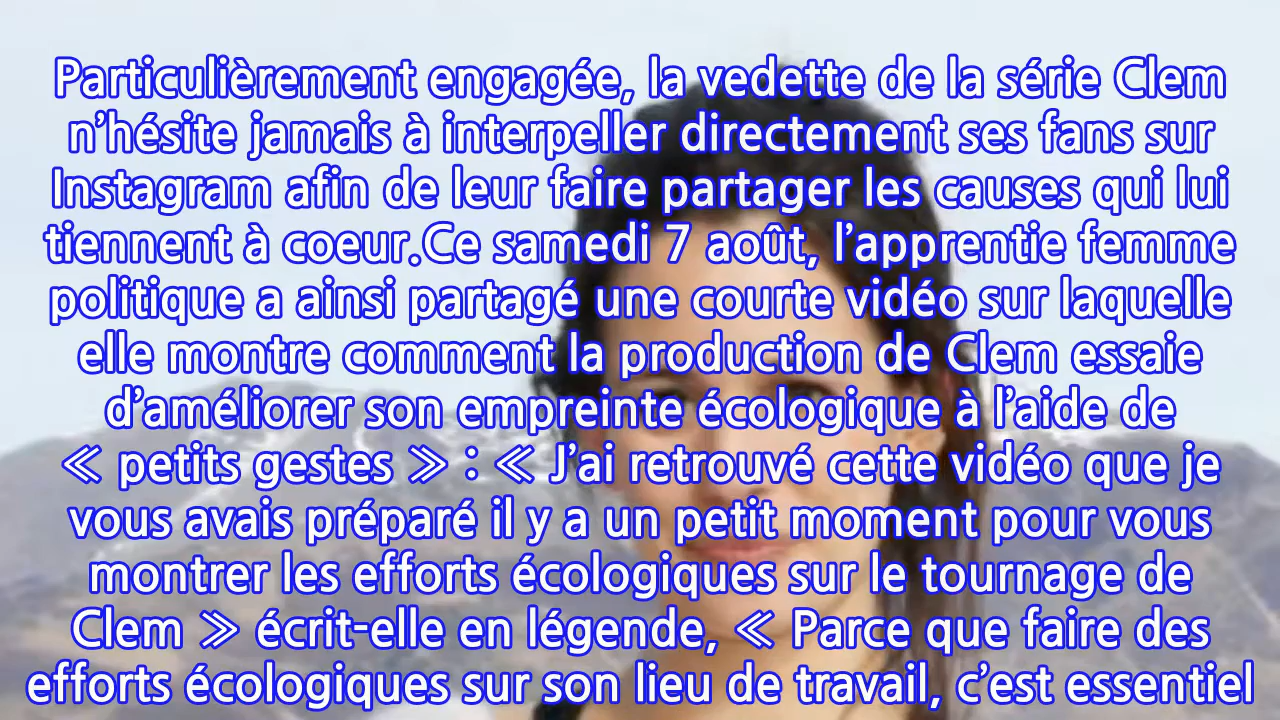 Particulièrement engagée, la vedette de la série Clem
n’hésite jamais à interpeller directement ses fans sur
Instagram afin de leur faire partager les causes qui lui
tiennent à coeur.Ce samedi 7 août, l’apprentie femme
politique a ainsi partagé une courte vidéo sur laquelle
elle montre comment la production de Clem essaie
d’améliorer son empreinte écologique à l’aide de
« petits gestes » : « J’ai retrouvé cette vidéo que je
vous avais préparé il y a un petit moment pour vous
montrer les efforts écologiques sur le tournage de
Clem » écrit-elle en légende, « Parce que faire des
efforts écologiques sur son lieu de travail, c’est essentiel